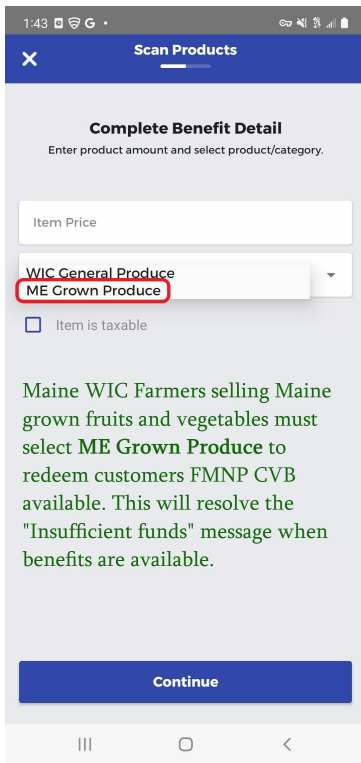 1:43
Scan Products
Complete Benefit Detail
Enter product amount and select product/category.
Item Price
WIC General Produce
ME Grown Produce
Item is taxable
Maine WIC Farmers selling Maine
grown fruits and vegetables must
select ME Grown Produce to
redeem customers FMNP CVB
available. This will resolve the
"Insufficient funds" message when
benefits are available.
Continue